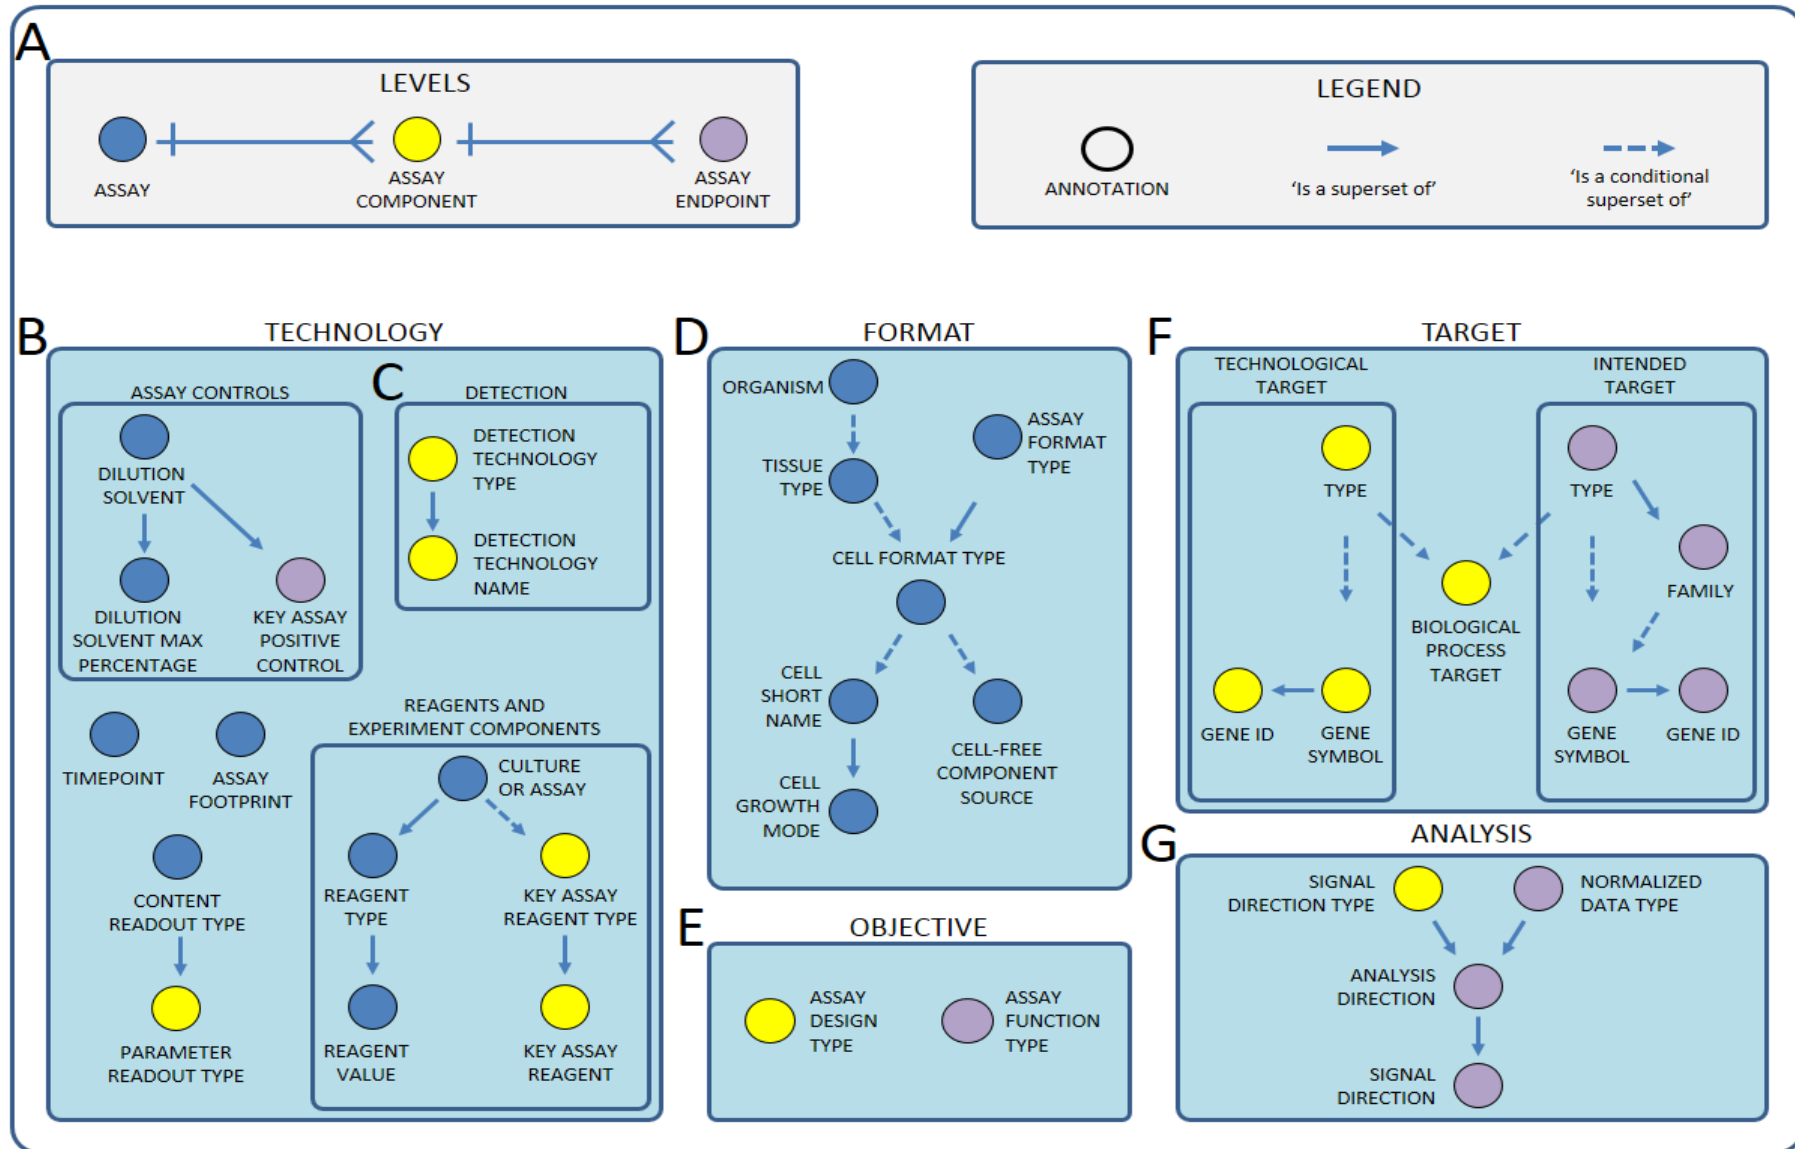 A
LEVELS
ASSAY
ASSAY
COMPONENT
ASSAY
ENDPOINT
LEGEND
ANNOTATION
‘Is a superset of’
‘Is a conditional
superset of’
B
TECHNOLOGY
ASSAY CONTROLS
DILUTION
SOLVENT
DILUTION
SOLVENT MAX
PERCENTAGE
KEY ASSAY
POSITIVE
CONTROL
C
DETECTION
DETECTION
TECHNOLOGY
TYPE
DETECTION
TECHNOLOGY
NAME
TIMEPOINT
ASSAY
FOOTPRINT
CONTENT
READOUT TYPE
PARAMETER
READOUT TYPE
REAGENTS AND
EXPERIMENT COMPONENTS
CULTURE
OR ASSAY
REAGENT
TYPE
KEY ASSAY
REAGENT TYPE
REAGENT
VALUE
KEY ASSAY
REAGENT
D
FORMAT
ORGANISM
ASSAY
FORMAT
TYPE
TISSUE
TYPE
CELL FORMAT TYPE
CELL
SHORT
NAME
CELL-FREE
COMPONENT
SOURCE
CELL
GROWTH
MODE
E
OBJECTIVE
ASSAY
DESIGN
TYPE
ASSAY
FUNCTION
TYPE
F
TARGET
TECHNOLOGICAL
TARGET
TYPE
GENE ID
GENE
SYMBOL
BIOLOGICAL
PROCESS
TARGET
INTENDED
TARGET
TYPE
FAMILY
GENE
SYMBOL
GENE ID
G
ANALYSIS
SIGNAL
DIRECTION TYPE
NORMALIZED
DATA TYPE
ANALYSIS
DIRECTION
SIGNAL
DIRECTION